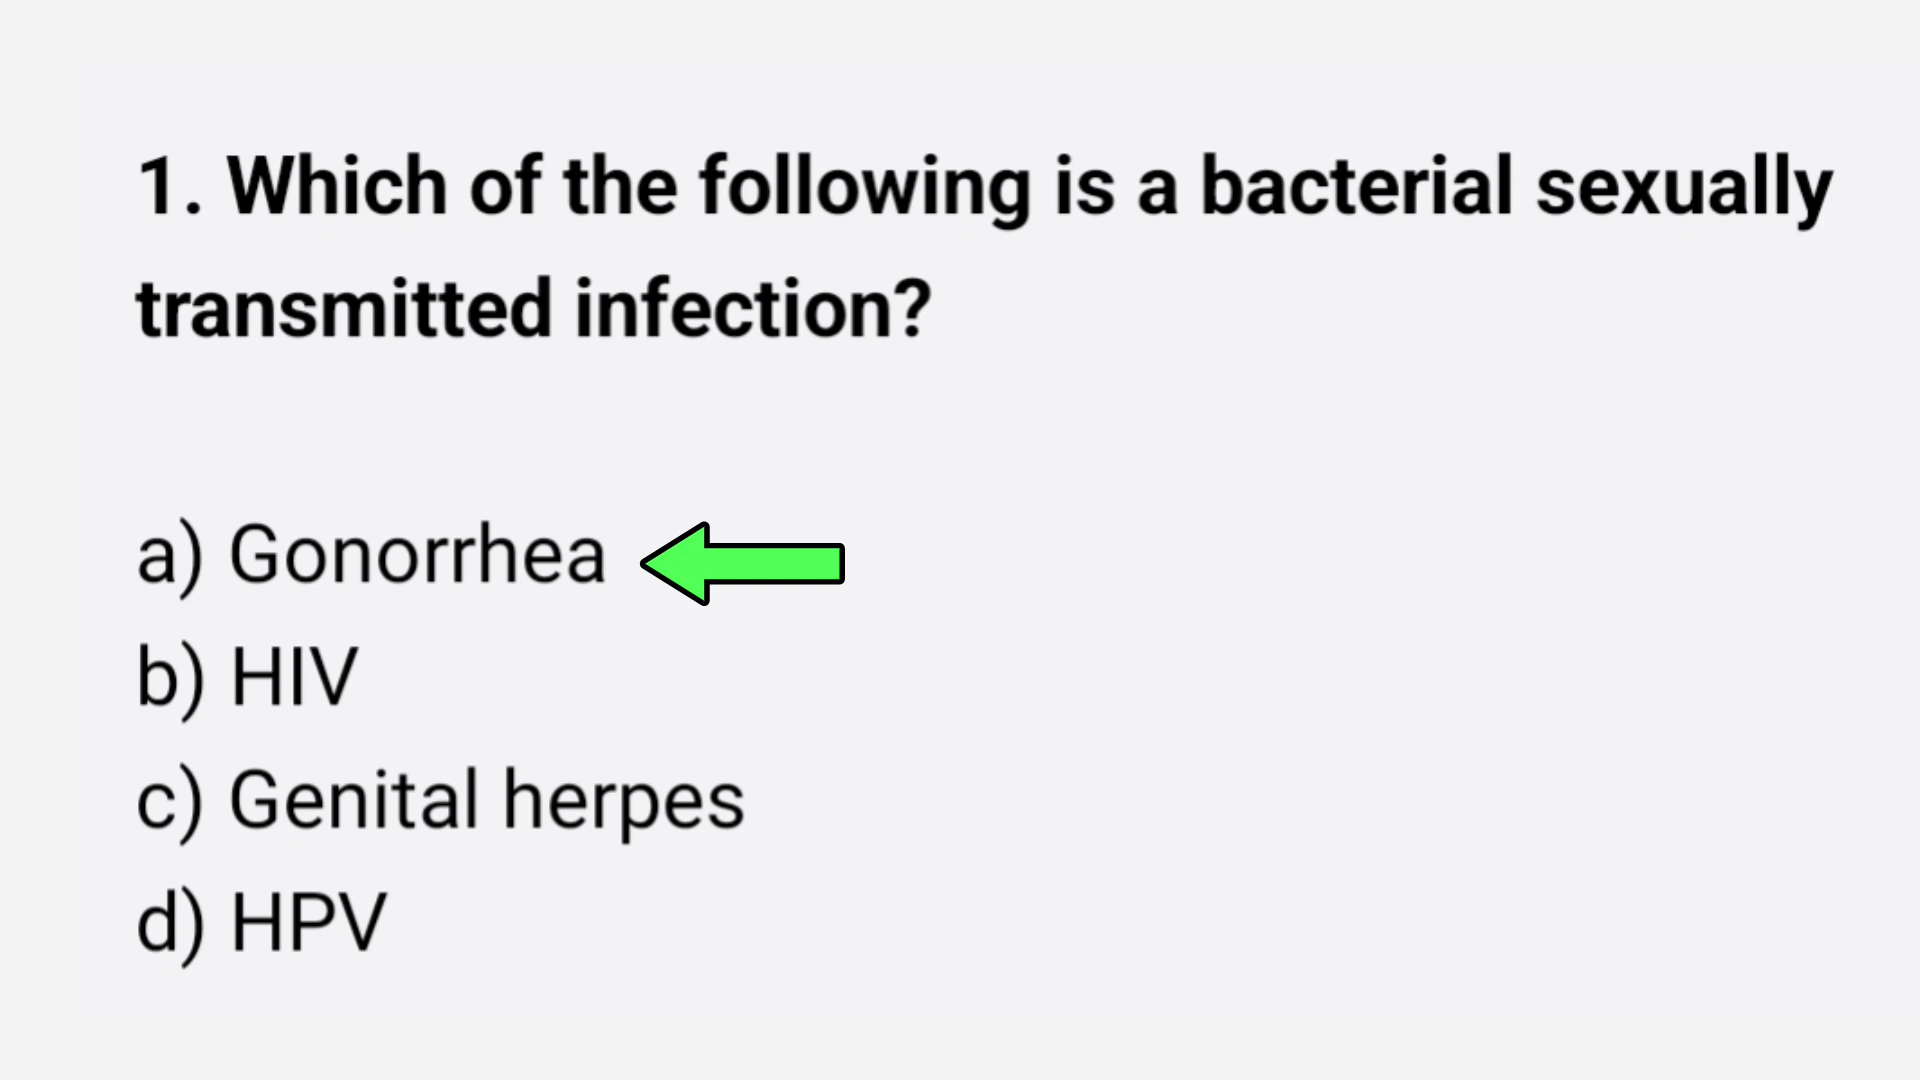 1. Which of the following is a bacterial sexually
transmitted infection?
a) Gonorrhea
b) HIV
c) Genital herpes
d) HPV